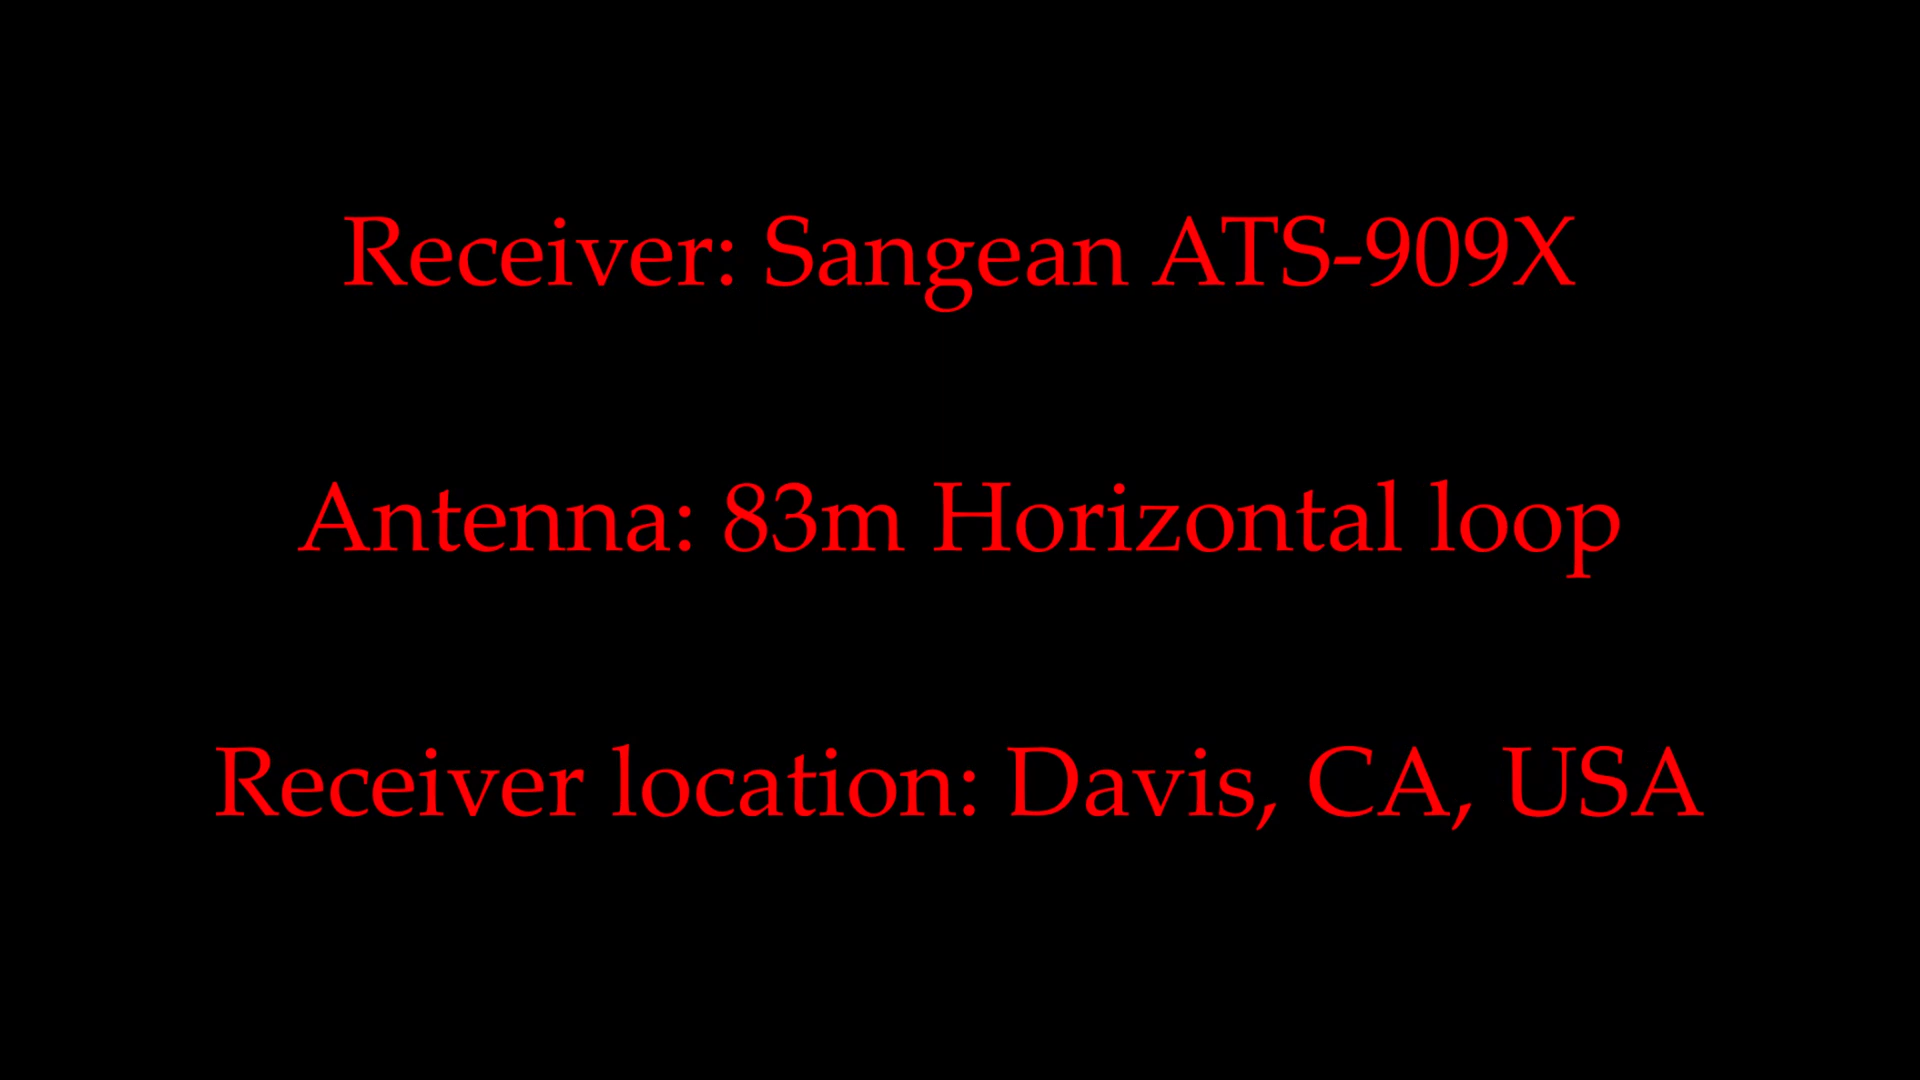 Receiver: Sangean ATS-909X
Antenna: 83m Horizontal loop
Receiver location: Davis, CA, USA